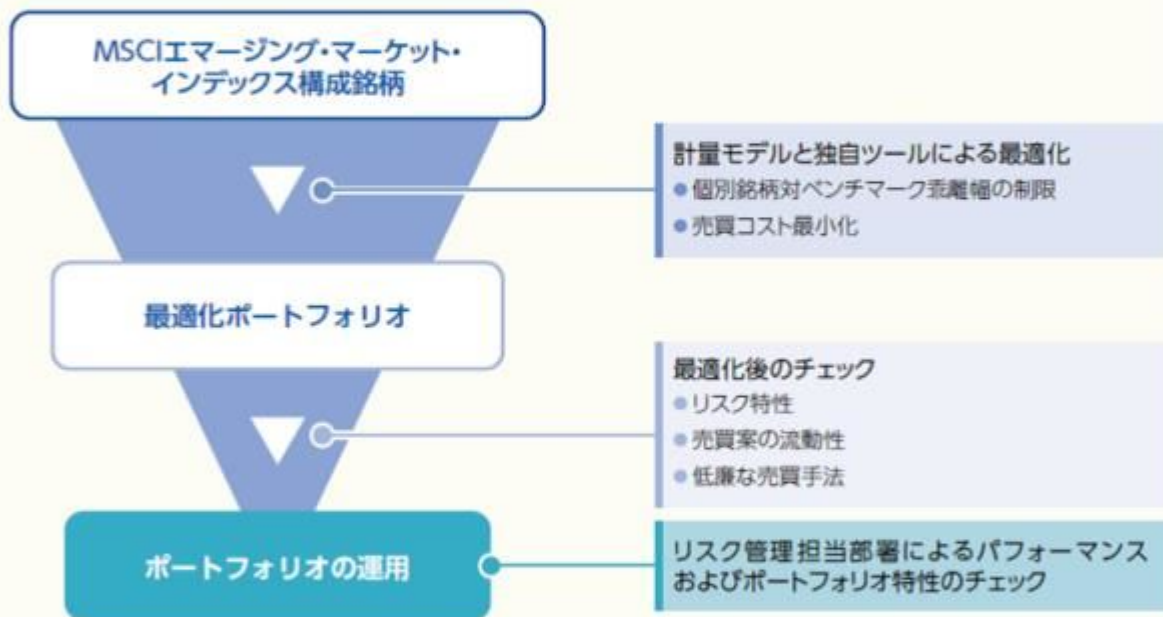 MSCIエマージング・マーケット・
インデックス構成銘柄
計量モデルと独自ツールによる最適化
●個別銘柄対ベンチマーク乖離幅の制限
●売買コスト最小化
最適化ポートフォリオ
最適化後のチェック
●リスク特性
●売買案の流動性
●低廉な売買手法
ポートフォリオの運用
リスク管理担当部署によるパフォーマンス
およびポートフォリオ特性のチェック